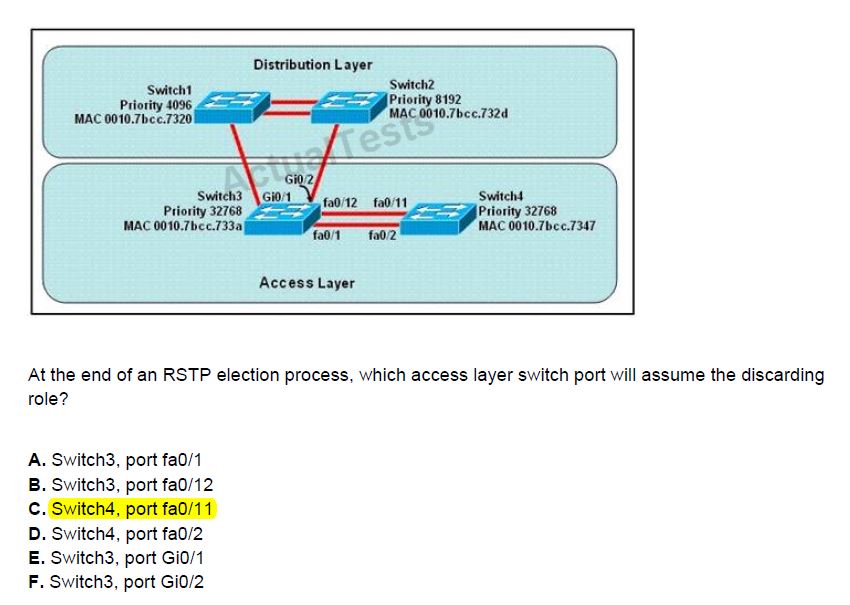 Distribution Layer
Switch1
Priority 4096
MAC 0010.7bcc.7320
Switch2
Priority 8192
MAC 0010.7bcc.732d
ActualTests
Gi0/2
Switch3
Priority 32768
MAC 0010.7bcc.733a
Gi0/1
fa0/12
fa0/11
fa0/1
fa0/2
Switch4
Priority 32768
MAC 0010.7bcc.7347
Access Layer
At the end of an RSTP election process, which access layer switch port will assume the discarding
role?
A. Switch3, port fa0/1
B. Switch3, port fa0/12
C. Switch4, port fa0/11
D. Switch4, port fa0/2
E. Switch3, port Gi0/1
F. Switch3, port Gi0/2